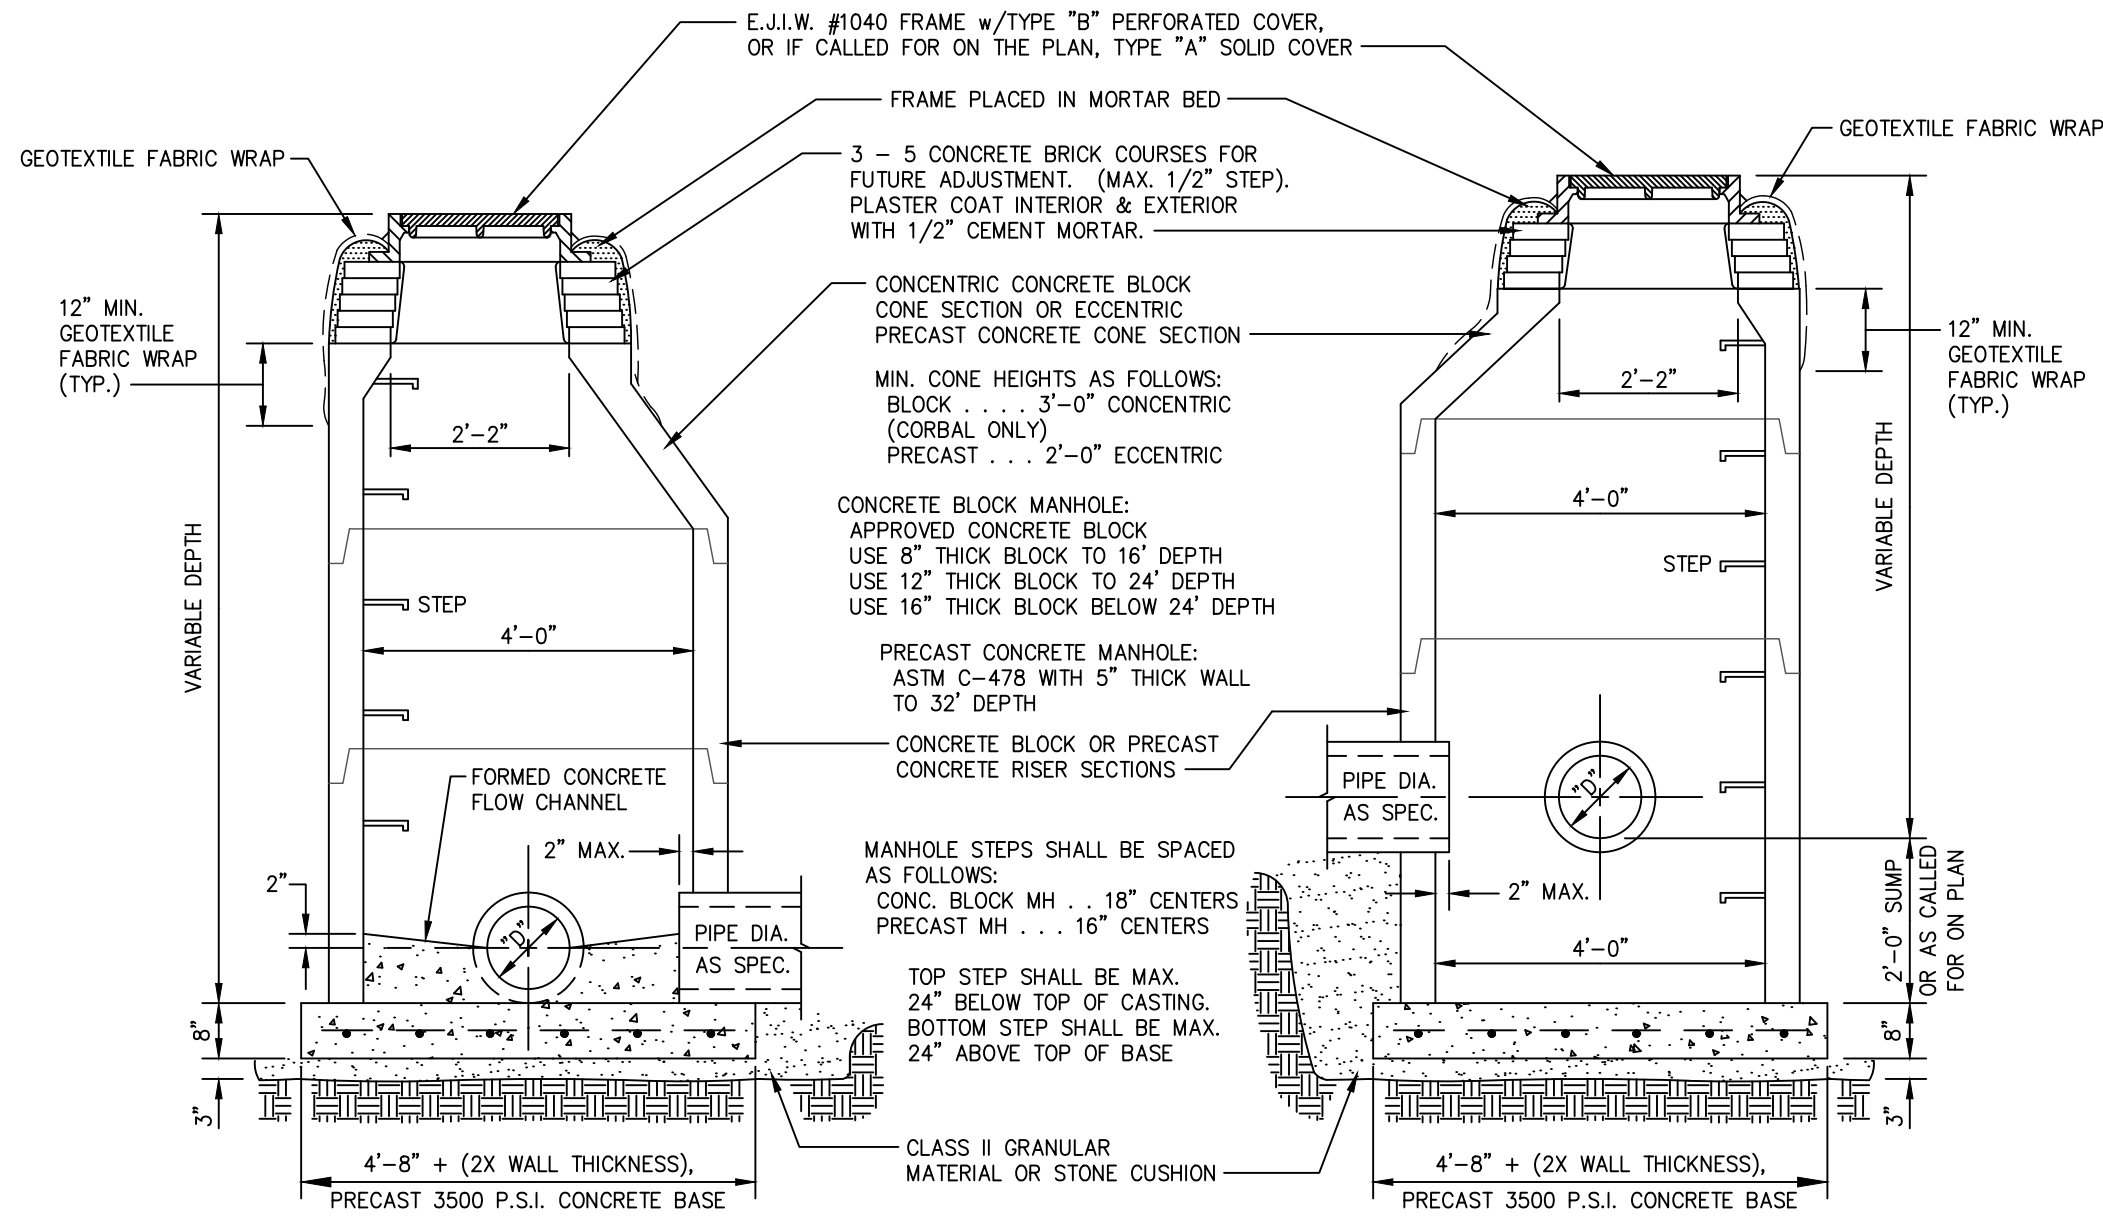 E.J.I.W. #1040 FRAME w/TYPE "B" PERFORATED COVER,
OR IF CALLED FOR ON THE PLAN, TYPE "A" SOLID COVER
FRAME PLACED IN MORTAR BED
GEOTEXTILE FABRIC WRAP
GEOTEXTILE FABRIC WRAP
3 – 5 CONCRETE BRICK COURSES FOR
FUTURE ADJUSTMENT. (MAX. 1/2" STEP).
PLASTER COAT INTERIOR & EXTERIOR
WITH 1/2" CEMENT MORTAR.
CONCENTRIC CONCRETE BLOCK
CONE SECTION OR ECCENTRIC
PRECAST CONCRETE CONE SECTION
12" MIN.
GEOTEXTILE
FABRIC WRAP
(TYP.)
12" MIN.
GEOTEXTILE
FABRIC WRAP
(TYP.)
MIN. CONE HEIGHTS AS FOLLOWS:
BLOCK . . . . 3'-0" CONCENTRIC
(CORBAL ONLY)
PRECAST . . . 2'-0" ECCENTRIC
2'-2"
2'-2"
VARIABLE DEPTH
VARIABLE DEPTH
CONCRETE BLOCK MANHOLE:
APPROVED CONCRETE BLOCK
USE 8" THICK BLOCK TO 16' DEPTH
USE 12" THICK BLOCK TO 24' DEPTH
USE 16" THICK BLOCK BELOW 24' DEPTH
4'-0"
STEP
STEP
4'-0"
PRECAST CONCRETE MANHOLE:
ASTM C-478 WITH 5" THICK WALL
TO 32' DEPTH
CONCRETE BLOCK OR PRECAST
CONCRETE RISER SECTIONS
FORMED CONCRETE
FLOW CHANNEL
PIPE DIA.
AS SPEC.
"D"
2" MAX.
2"
MANHOLE STEPS SHALL BE SPACED
AS FOLLOWS:
CONC. BLOCK MH . . 18" CENTERS
PRECAST MH . . . 16" CENTERS
2" MAX.
2'-0" SUMP
OR AS CALLED
FOR ON PLAN
"D"
PIPE DIA.
AS SPEC.
4'-0"
TOP STEP SHALL BE MAX.
24" BELOW TOP OF CASTING.
BOTTOM STEP SHALL BE MAX.
24" ABOVE TOP OF BASE
8"
3"
8"
3"
CLASS II GRANULAR
MATERIAL OR STONE CUSHION
4'-8" + (2X WALL THICKNESS),
PRECAST 3500 P.S.I. CONCRETE BASE
4'-8" + (2X WALL THICKNESS),
PRECAST 3500 P.S.I. CONCRETE BASE